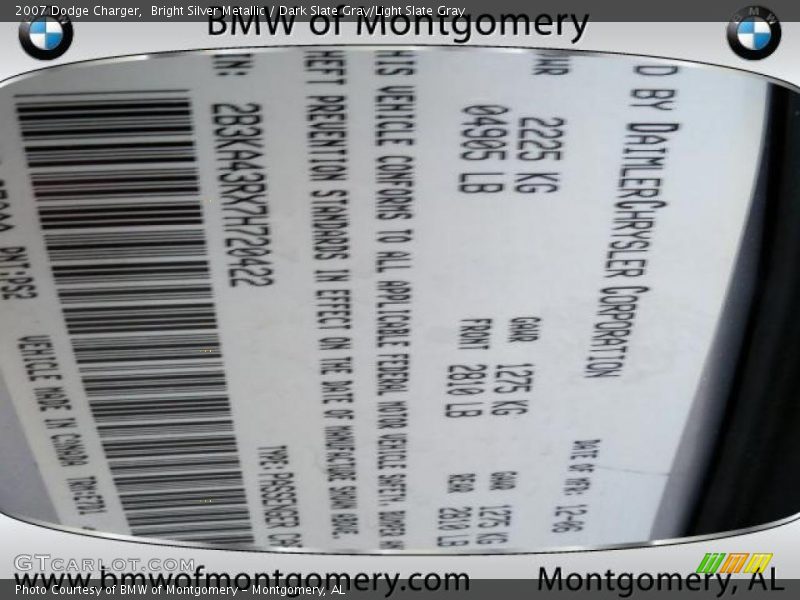 2007 Dodge Charger, Bright Silver Metallic / Dark Slate Gray/Light Slate Gray
BMW of Montgomery
BMW
BMW
D BY DAIMLERCHRYSLER CORPORATION
DATE OF MFR: 12-06
2225 KG
04905 LB
GAWR FRONT
1275 KG
2810 LB
GAWR REAR
1275 KG
2810 LB
HIS VEHICLE CONFORMS TO ALL APPLICABLE FEDERAL MOTOR VEHICLE SAFETY,
HEFT PREVENTION STANDARDS IN EFFECT ON THE DATE OF MANUFACTURE SHOWN ABOVE.
IN: 2B3KA43RX7H720422
TYPE: PASSENGER CAR
PNT:PS2
VEHICLE MADE IN CANADA
GTcarlot.com
www.bmwofmontgomery.com
Montgomery, AL
Photo Courtesy of BMW of Montgomery - Montgomery, AL